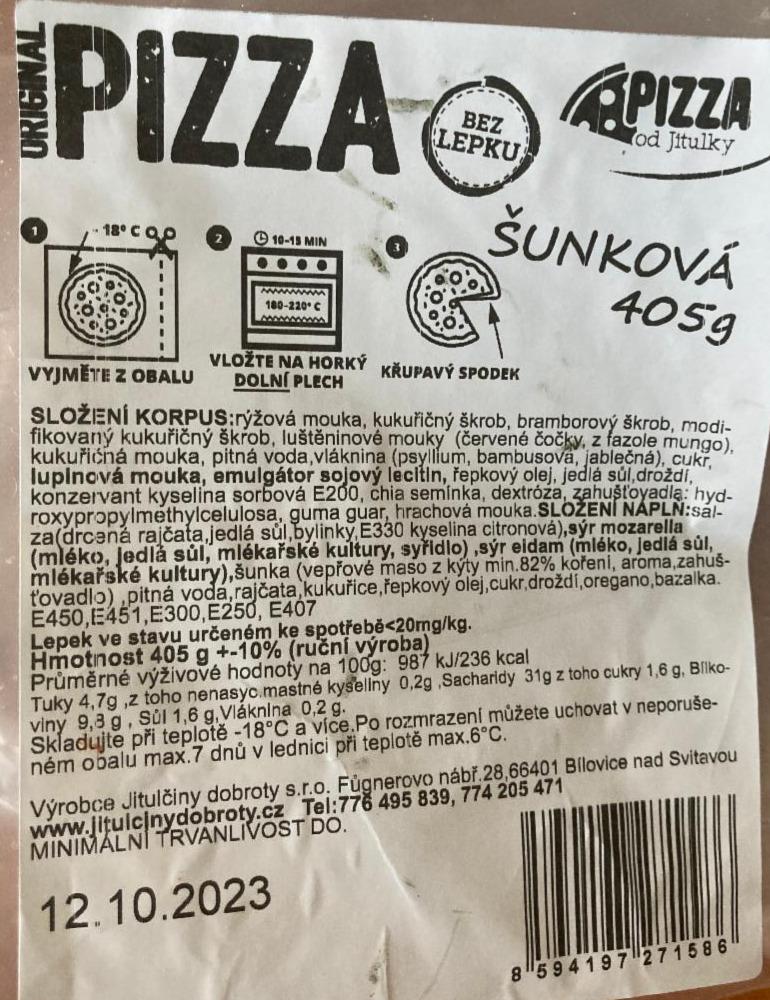 ORIGINAL
PIZZA
BEZ
LEPKU
PIZZA
od Jitulky
ŠUNKOVÁ
405g
1
- 18° C
VYJMĚTE Z OBALU
2
10-15 MIN
180-220° C
VLOŽTE NA HORKÝ
DOLNÍ PLECH
3
KŘUPAVÝ SPODEK
SLOŽENÍ KORPUS:rýžová mouka, kukuřičný škrob, bramborový škrob, modi-
fikovaný kukuřičný škrob, luštěninové mouky (červené čočky, z fazole mungo),
kukuřičná mouka, pitná voda,vláknina (psyllium, bambusová, jablečná), cukr,
lupinová mouka, emulgátor sojový lecitin, řepkový olej, jedlá sůl,droždí,
konzervant kyselina sorbová E200, chia semínka, dextróza, zahušťovadla: hyd-
roxypropylmethylcelulosa, guma guar, hrachová mouka.SLOŽENÍ NÁPLŇ:sal-
za(drcená rajčata,jedlá sůl,bylinky,E330 kyselina citronová),sýr mozarella
(mléko, jedlá sůl, mlékařské kultury, syřidlo) ,sýr eidam (mléko, jedlá sůl,
mlékařské kultury),šunka (vepřové maso z kýty min.82% koření, aroma,zahuš-
ťovadlo) ,pitná voda,rajčata,kukuřice,řepkový olej,cukr,droždí,oregano,bazalka.
E450,E451,E300,E250, E407
Lepek ve stavu určeném ke spotřebě<20mg/kg.
Hmotnost 405 g +-10% (ruční výroba)
Průměrné výživové hodnoty na 100g: 987 kJ/236 kcal
Tuky 4,7g ,z toho nenasyc.mastné kyseliny 0,2g ,Sacharidy 31g z toho cukry 1,6 g, Bílko-
viny 9,3 g , Sůl 1,6 g,Vláknina 0,2 g.
Skladujte při teplotě -18°C a více.Po rozmrazení můžete uchovat v neporuše-
ném obalu max.7 dnů v lednici při teplotě max.6°C.
Výrobce Jitulčiny dobroty s.r.o. Fügnerovo nábř.28,66401 Bílovice nad Svitavou
www.jitulcinydobroty.cz Tel:776 495 839, 774 205 471
MINIMÁLNÍ TRVANLIVOST DO.
12.10.2023
8 594197 271586